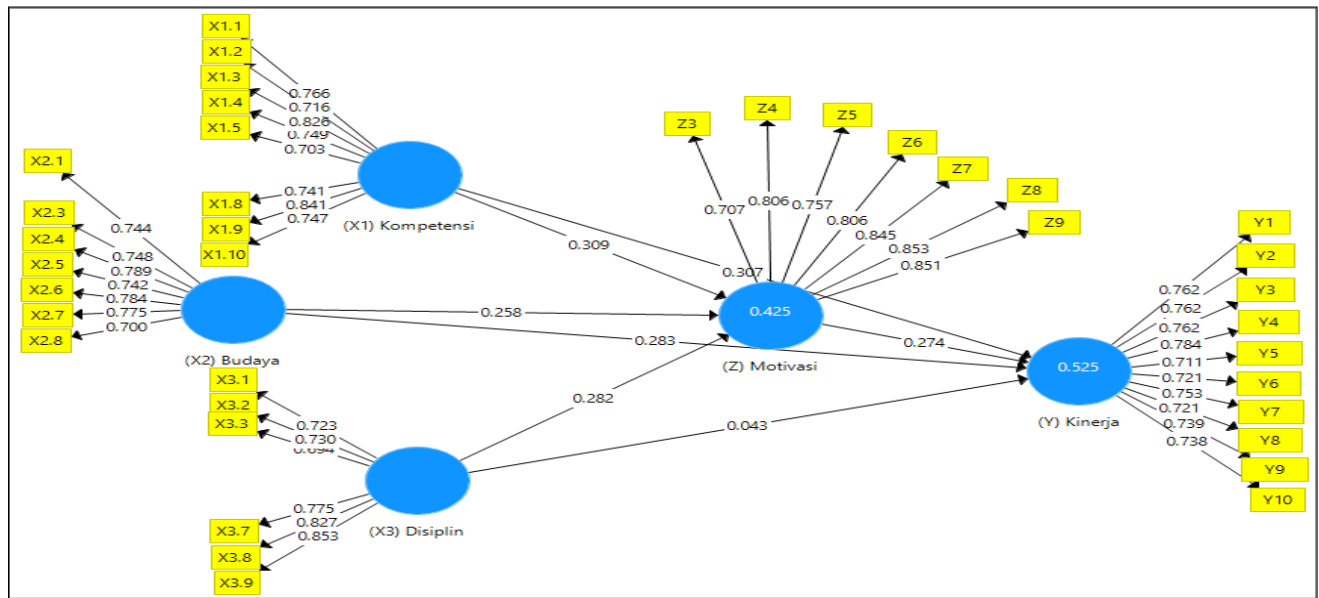 X1.1
X1.2
X1.3
X1.4
X1.5
0.766
0.716
0.826
0.749
0.703
X1.8
X1.9
X1.10
0.741
0.841
0.747
(X1) Kompetensi
X2.1
X2.3
X2.4
X2.5
X2.6
X2.7
X2.8
0.744
0.748
0.789
0.742
0.784
0.775
0.700
(X2) Budaya
X3.1
X3.2
X3.3
0.723
0.730
0.694
X3.7
X3.8
X3.9
0.775
0.827
0.853
(X3) Disiplin
0.309
0.307
0.258
0.283
0.282
0.043
Z3
Z4
Z5
Z6
Z7
Z8
Z9
0.707
0.806
0.757
0.806
0.845
0.853
0.851
0.425
(Z) Motivasi
0.274
0.525
(Y) Kinerja
Y1
Y2
Y3
Y4
Y5
Y6
Y7
Y8
Y9
Y10
0.762
0.762
0.762
0.784
0.711
0.721
0.753
0.721
0.739
0.738